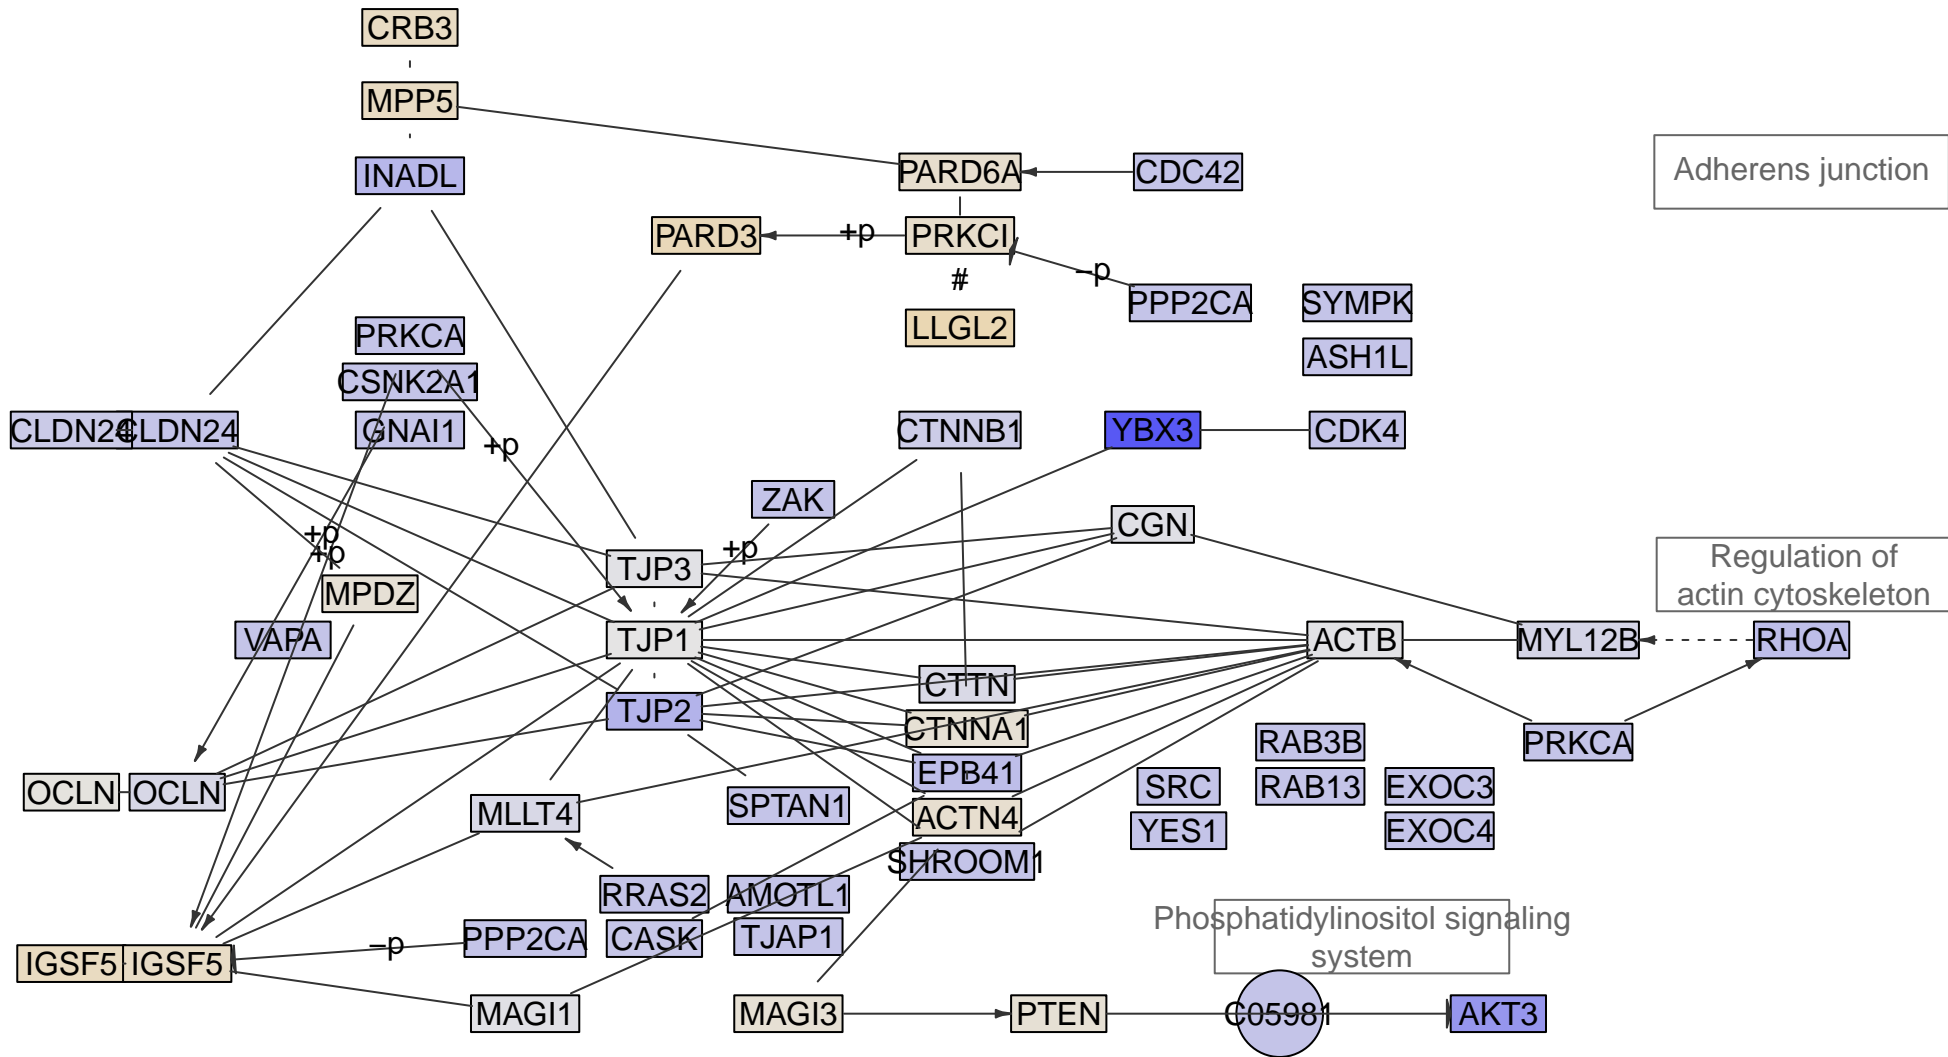 CRB3
MPP5
INADL
PARD6A
CDC42
Adherens junction
PARD3
+p
PRKCI
–p
#
PPP2CA
SYMPK
LLGL2
PRKCA
ASH1L
CSNK2A1
CLDN24
CLDN24
GNAI1
+p
CTNNB1
YBX3
CDK4
ZAK
CGN
+p
+p
+p
TJP3
Regulation of
actin cytoskeleton
MPDZ
VAPA
TJP1
ACTB
MYL12B
RHOA
CTTN
TJP2
CTNNA1
RAB3B
PRKCA
EPB41
OCLN
OCLN
SRC
RAB13
EXOC3
MLLT4
SPTAN1
ACTN4
YES1
EXOC4
SHROOM1
RRAS2
AMOTL1
Phosphatidylinositol signaling
system
–p
PPP2CA
CASK
TJAP1
IGSF5
IGSF5
MAGI1
MAGI3
PTEN
C05981
AKT3